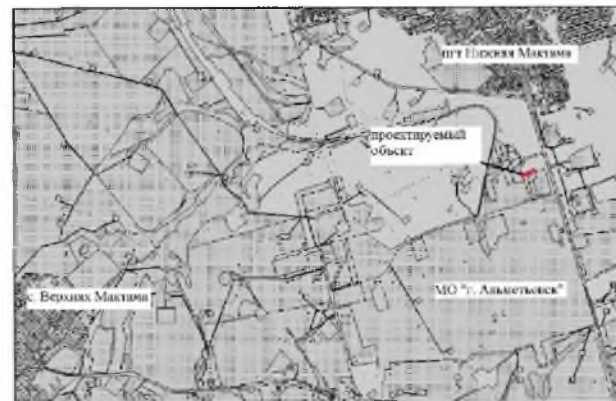 пгт Нижняя Мактама
проектируемый
объект
с. Верхняя Мактама
МО "г. Альметьевск"